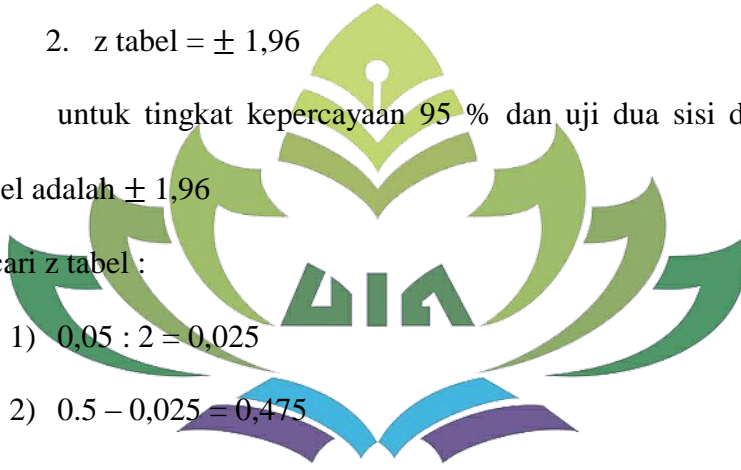 2. z tabel = ± 1,96
untuk tingkat kepercayaan 95 % dan uji dua sisi d
el adalah ± 1,96
cari z tabel :
UIN
1) 0,05 : 2 = 0,025
2) 0.5 – 0,025 = 0,475